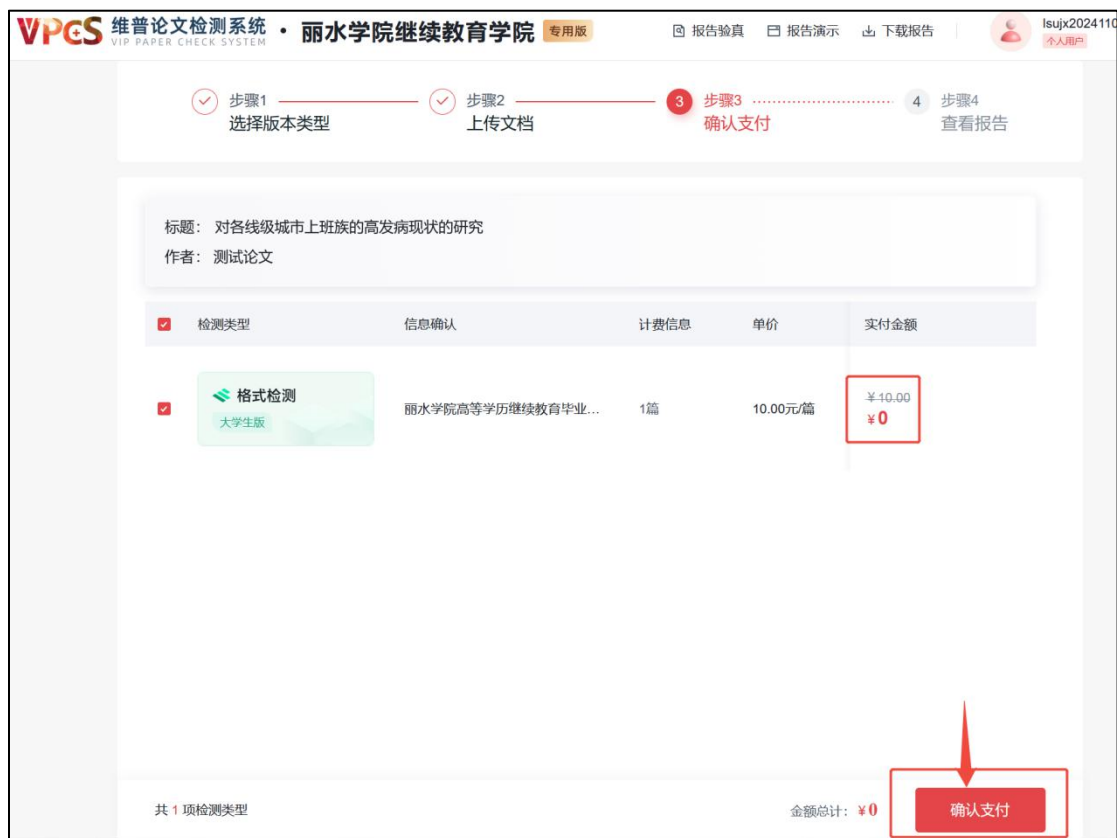 VPCS 维普论文检测系统 · 丽水学院继续教育学院 专用版 报告验真 报告演示 下载报告 lsujx2024110
VIP PAPER CHECK SYSTEM 个人用户
步骤1 步骤2 3 步骤3 4 步骤4
选择版本类型 上传文档 确认支付 查看报告
标题： 对各线级城市上班族的高发病现状的研究
作者： 测试论文
检测类型 信息确认 计费信息 单价 实付金额
格式检测 丽水学院高等学历继续教育毕业... 1篇 10.00元/篇 ¥10.00
大学生版 ¥0
共 1 项检测类型 金额总计： ¥0 确认支付